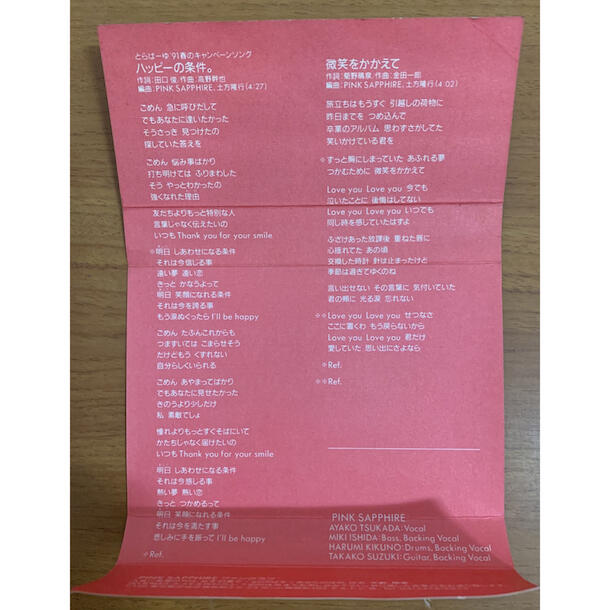 とらばーゆ'91春のキャンペーンソング
ハッピーの条件。
作詞:田口 俊,作曲:高野幹也
編曲:PINK SAPPHIRE,土方隆行(4:27)
ごめん 急に呼びだして
でもあなたに逢いたかった
そうさっき 見つけたの
探していた答えを
ごめん 悩み事ばかり
打ち明けては ふりまわした
そう やっとわかったの
強くなれた理由
友だちよりもっと特別な人
言葉じゃなく伝えたいの
いつも Thank you for your smile
*明日 しあわせになる条件
それは今信じる事
遠い夢 遠い恋
きっと かなうよって
明日 笑顔になれる条件
それは今を誇る事
もう涙ぬぐったら I'll be happy
ごめん たぶんこれからも
つまずいては こまらせそう
だけどもう くずれない
自分らしくいられる
ごめん あやまってばかり
でもあなたに見せたかった
きのうより少しだけ
私 素敵でしょ
憧れよりもっとすぐそばにいて
かたちじゃなく届けたいの
いつも Thank you for your smile
明日 しあわせになる条件
それは今感じる事
熱い夢 熱い恋
きっと つかめるって
明日 笑顔になれる条件
それは今を満たす事
悲しみに手を振って I'll be happy
*Ref.
微笑をかかえて
作詞:菊野晴泉,作曲:金田一郎
編曲:PINK SAPPHIRE,土方隆行(4:02)
旅立ちはもうすぐ 引越しの荷物に
昨日までを つめ込んで
卒業のアルバム 思わずさがしてた
笑いかけている君を
*ずっと胸にしまっていた あふれる夢
つかむために 微笑をかかえて
Love you Love you 今でも
泣いたことに 後悔はしてない
Love you Love you いつでも
同じ時を感じていたはずよ
ふざけあった放課後 重ねた唇に
心揺れてた あの頃
交換した時計 針は止まったけど
季節は過ぎてゆくのね
言い出せない その言葉に 気付いていた
君の頬に 光る涙 忘れない
**Love you Love you せつなさ
ここに置くわ もう戻らないから
Love you Love you 君だけ
愛していた 思い出にさよなら
*Ref.
**Ref.
PINK SAPPHIRE
AYAKO TSUKADA:Vocal
MIKI ISHIDA:Bass, Backing Vocal
HARUMI KIKUNO:Drums, Backing Vocal
TAKAKO SUZUKI:Guitar, Backing Vocal